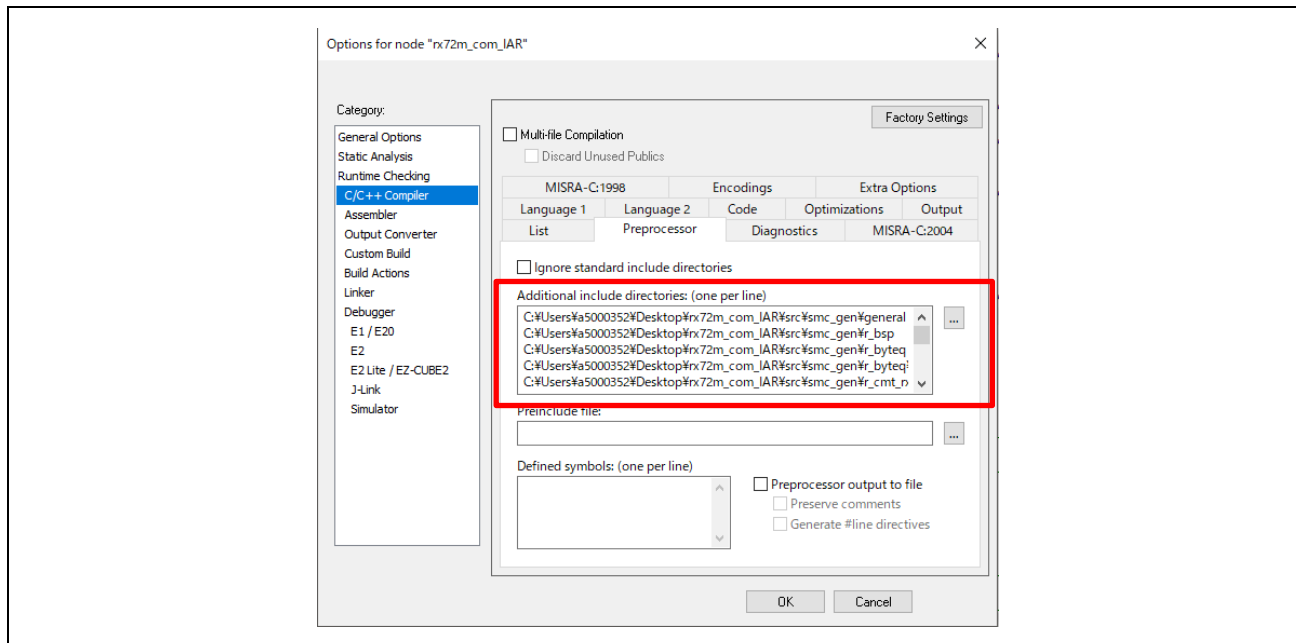 Options for node "rx72m_com_IAR"
Category:
General Options
Static Analysis
Runtime Checking
C/C++ Compiler
Assembler
Output Converter
Custom Build
Build Actions
Linker
Debugger
E1 / E20
E2
E2 Lite / EZ-CUBE2
J-Link
Simulator
Factory Settings
Multi-file Compilation
Discard Unused Publics
MISRA-C:1998 Encodings Extra Options
Language 1 Language 2 Code Optimizations Output
List Preprocessor Diagnostics MISRA-C:2004
Ignore standard include directories
Additional include directories: (one per line)
C:¥Users¥a5000352¥Desktop¥rx72m_com_IAR¥src¥smc_gen¥general
C:¥Users¥a5000352¥Desktop¥rx72m_com_IAR¥src¥smc_gen¥r_bsp
C:¥Users¥a5000352¥Desktop¥rx72m_com_IAR¥src¥smc_gen¥r_byteq
C:¥Users¥a5000352¥Desktop¥rx72m_com_IAR¥src¥smc_gen¥r_byteq¥
C:¥Users¥a5000352¥Desktop¥rx72m_com_IAR¥src¥smc_gen¥r_cmt_r
...
Preinclude file:
...
Defined symbols: (one per line)
Preprocessor output to file
Preserve comments
Generate #line directives
OK Cancel